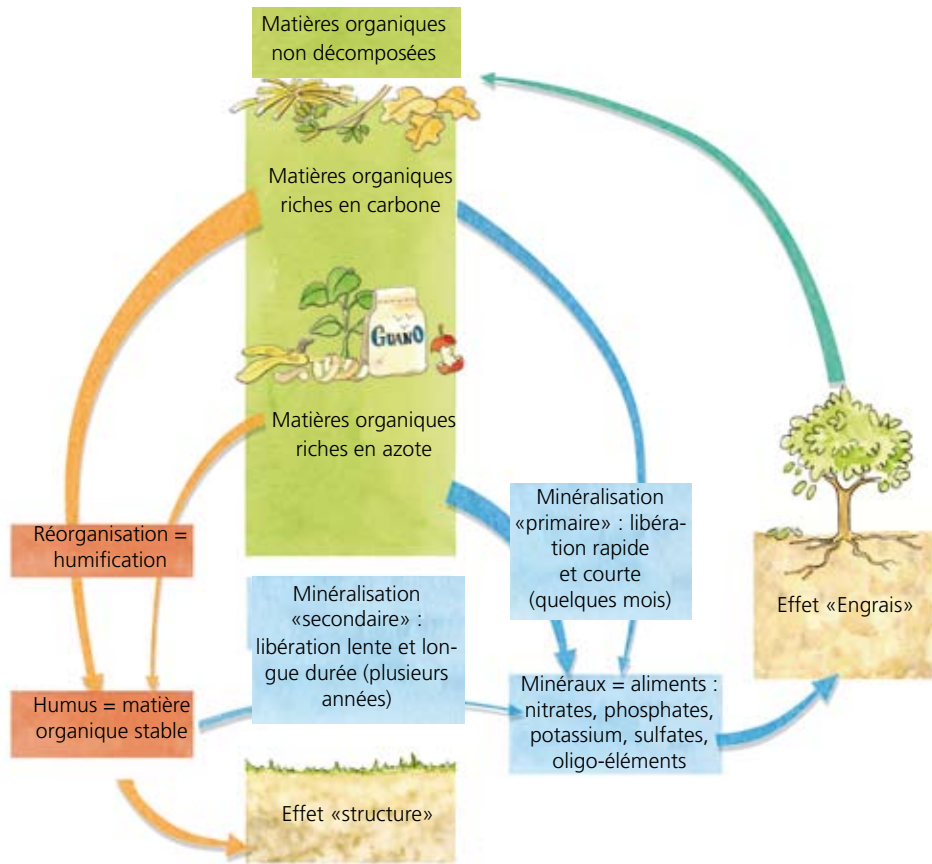 Matières organiques
non décomposées
Matières organiques
riches en carbone
GUANO
Matières organiques
riches en azote
Réorganisation =
humification
Minéralisation
«primaire» : libéra-
tion rapide
et courte
(quelques mois)
Effet «Engrais»
Minéralisation
«secondaire» :
libération lente et lon-
gue durée (plusieurs
années)
Humus = matière
organique stable
Minéraux = aliments :
nitrates, phosphates,
potassium, sulfates,
oligo-éléments
Effet «structure»